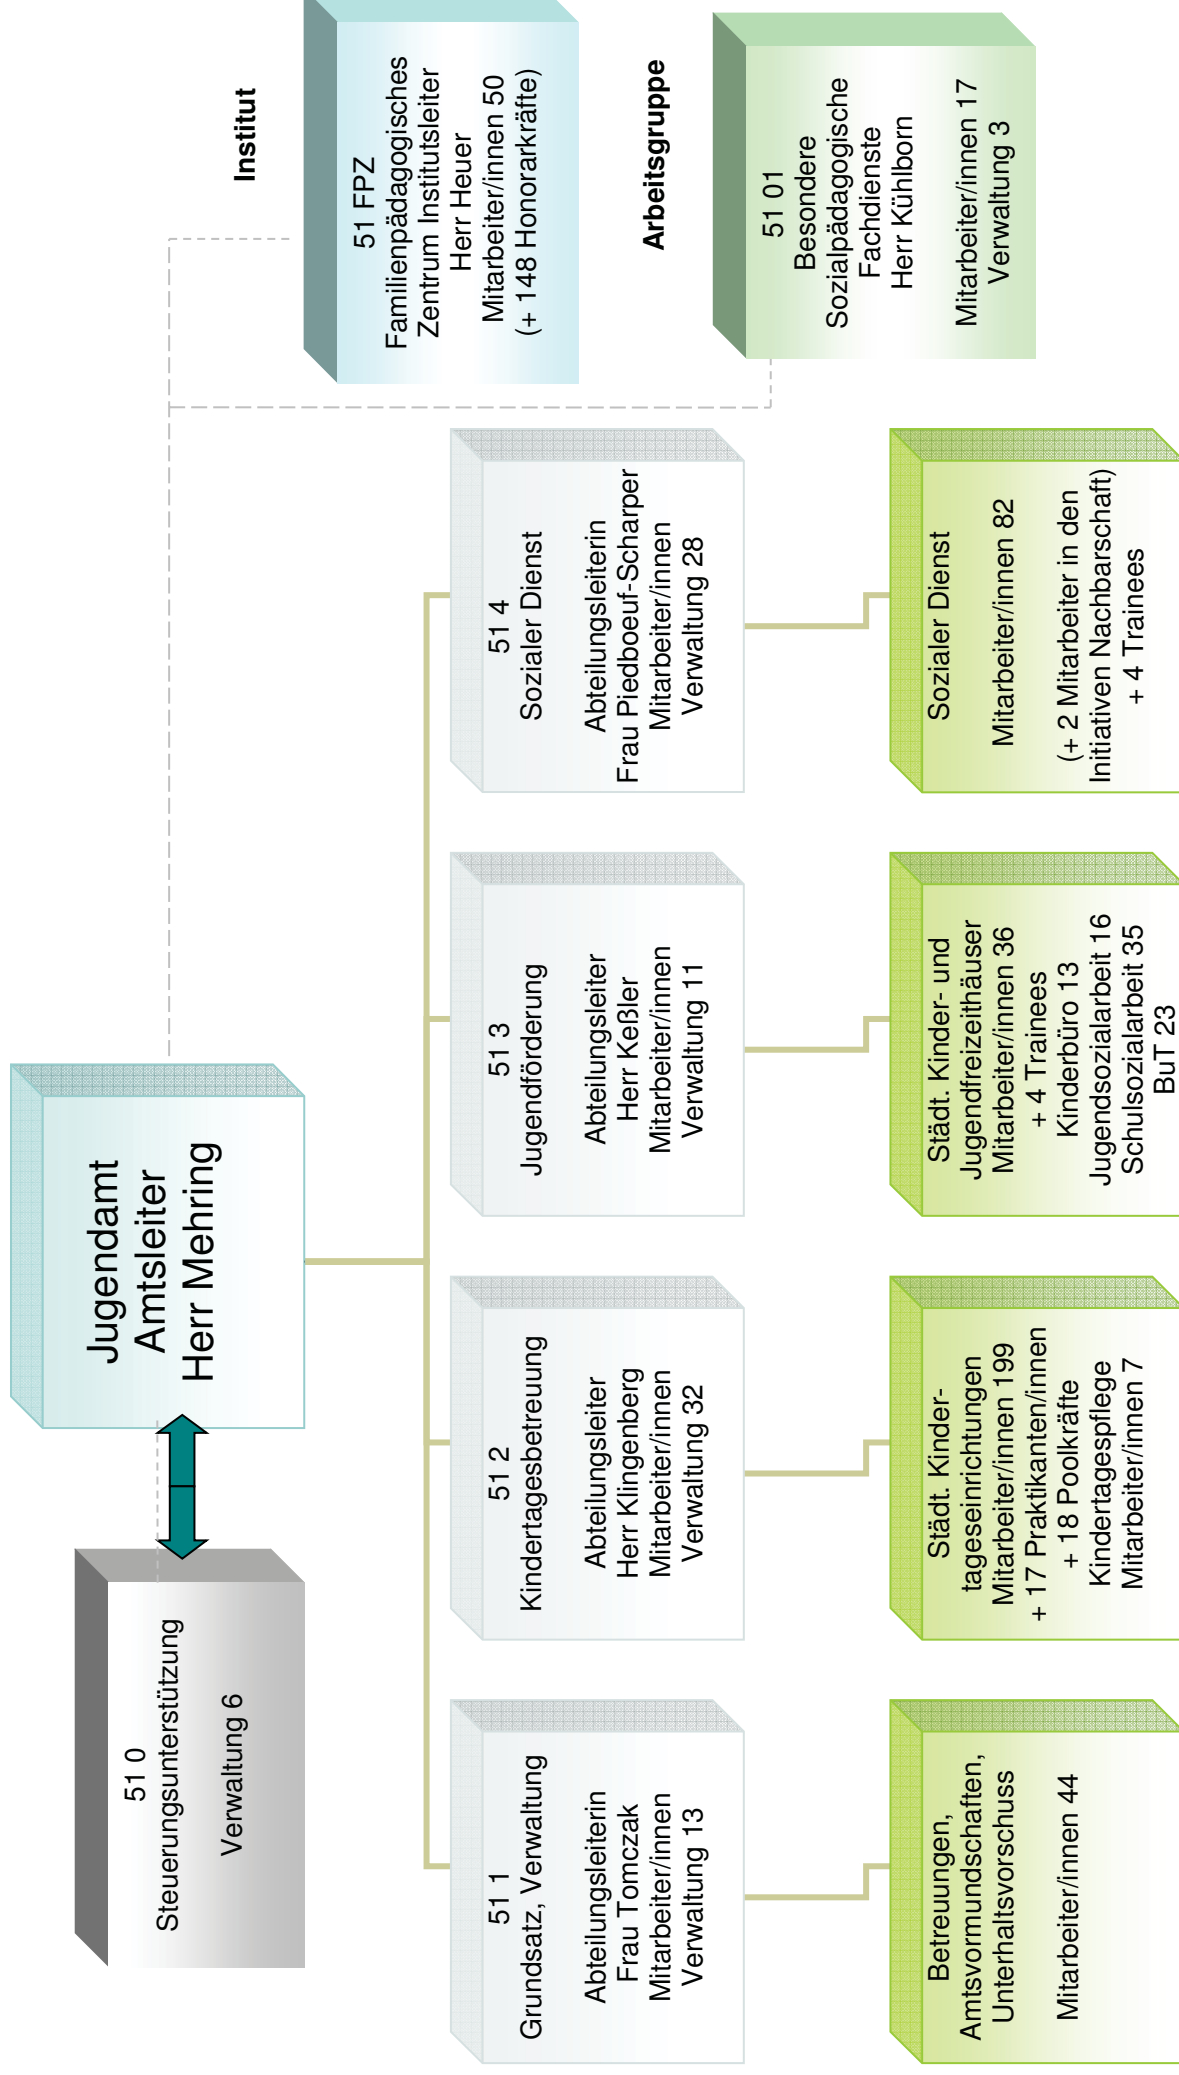 Jugendamt
Amtsleiter
Herr Mehring
51 0
Steuerungsunterstützung
Verwaltung 6
Institut
51 FPZ
Familienpädagogisches
Zentrum Institutsleiter
Herr Heuer
Mitarbeiter/innen 50
(+ 148 Honorarkräfte)
Arbeitsgruppe
51 01
Besondere
Sozialpädagogische
Fachdienste
Herr Kühlborn
Mitarbeiter/innen 17
Verwaltung 3
51 1
Grundsatz, Verwaltung
Abteilungsleiterin
Frau Tomczak
Mitarbeiter/innen
Verwaltung 13
51 2
Kindertagesbetreuung
Abteilungsleiter
Herr Klingenberg
Mitarbeiter/innen
Verwaltung 32
51 3
Jugendförderung
Abteilungsleiter
Herr Keßler
Mitarbeiter/innen
Verwaltung 11
51 4
Sozialer Dienst
Abteilungsleiterin
Frau Piedboeuf-Scharper
Mitarbeiter/innen
Verwaltung 28
Betreuungen,
Amtsvormundschaften,
Unterhaltsvorschuss
Mitarbeiter/innen 44
Städt. Kinder-
tageseinrichtungen
Mitarbeiter/innen 199
+ 17 Praktikanten/innen
+ 18 Poolkräfte
Kindertagespflege
Mitarbeiter/innen 7
Städt. Kinder- und
Jugendfreizeithäuser
Mitarbeiter/innen 36
+ 4 Trainees
Kinderbüro 13
Jugendsozialarbeit 16
Schulsozialarbeit 35
BuT 23
Sozialer Dienst
Mitarbeiter/innen 82
(+ 2 Mitarbeiter in den
Initiativen Nachbarschaft)
+ 4 Trainees